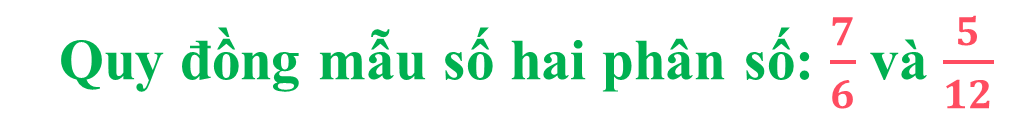 Quy đồng mẫu số hai phân số: 7/6 và 5/12